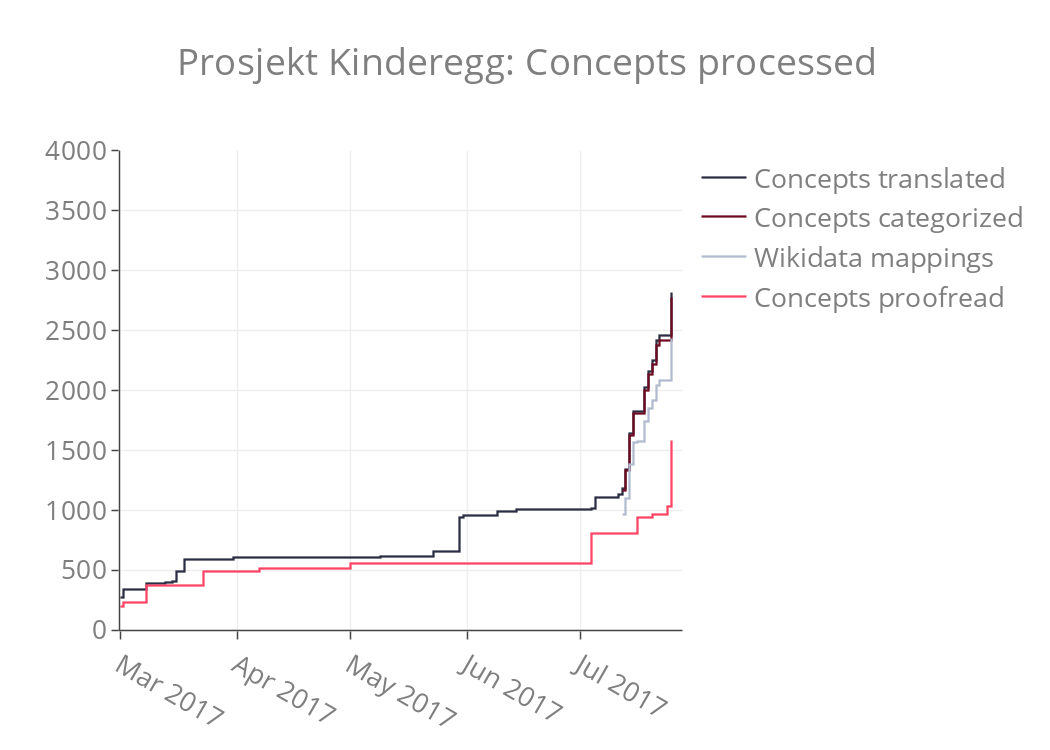 Prosjekt Kinderegg: Concepts processed
4000
3500
3000
2500
2000
1500
1000
500
0
Mar 2017
Apr 2017
May 2017
Jun 2017
Jul 2017
Concepts translated
Concepts categorized
Wikidata mappings
Concepts proofread